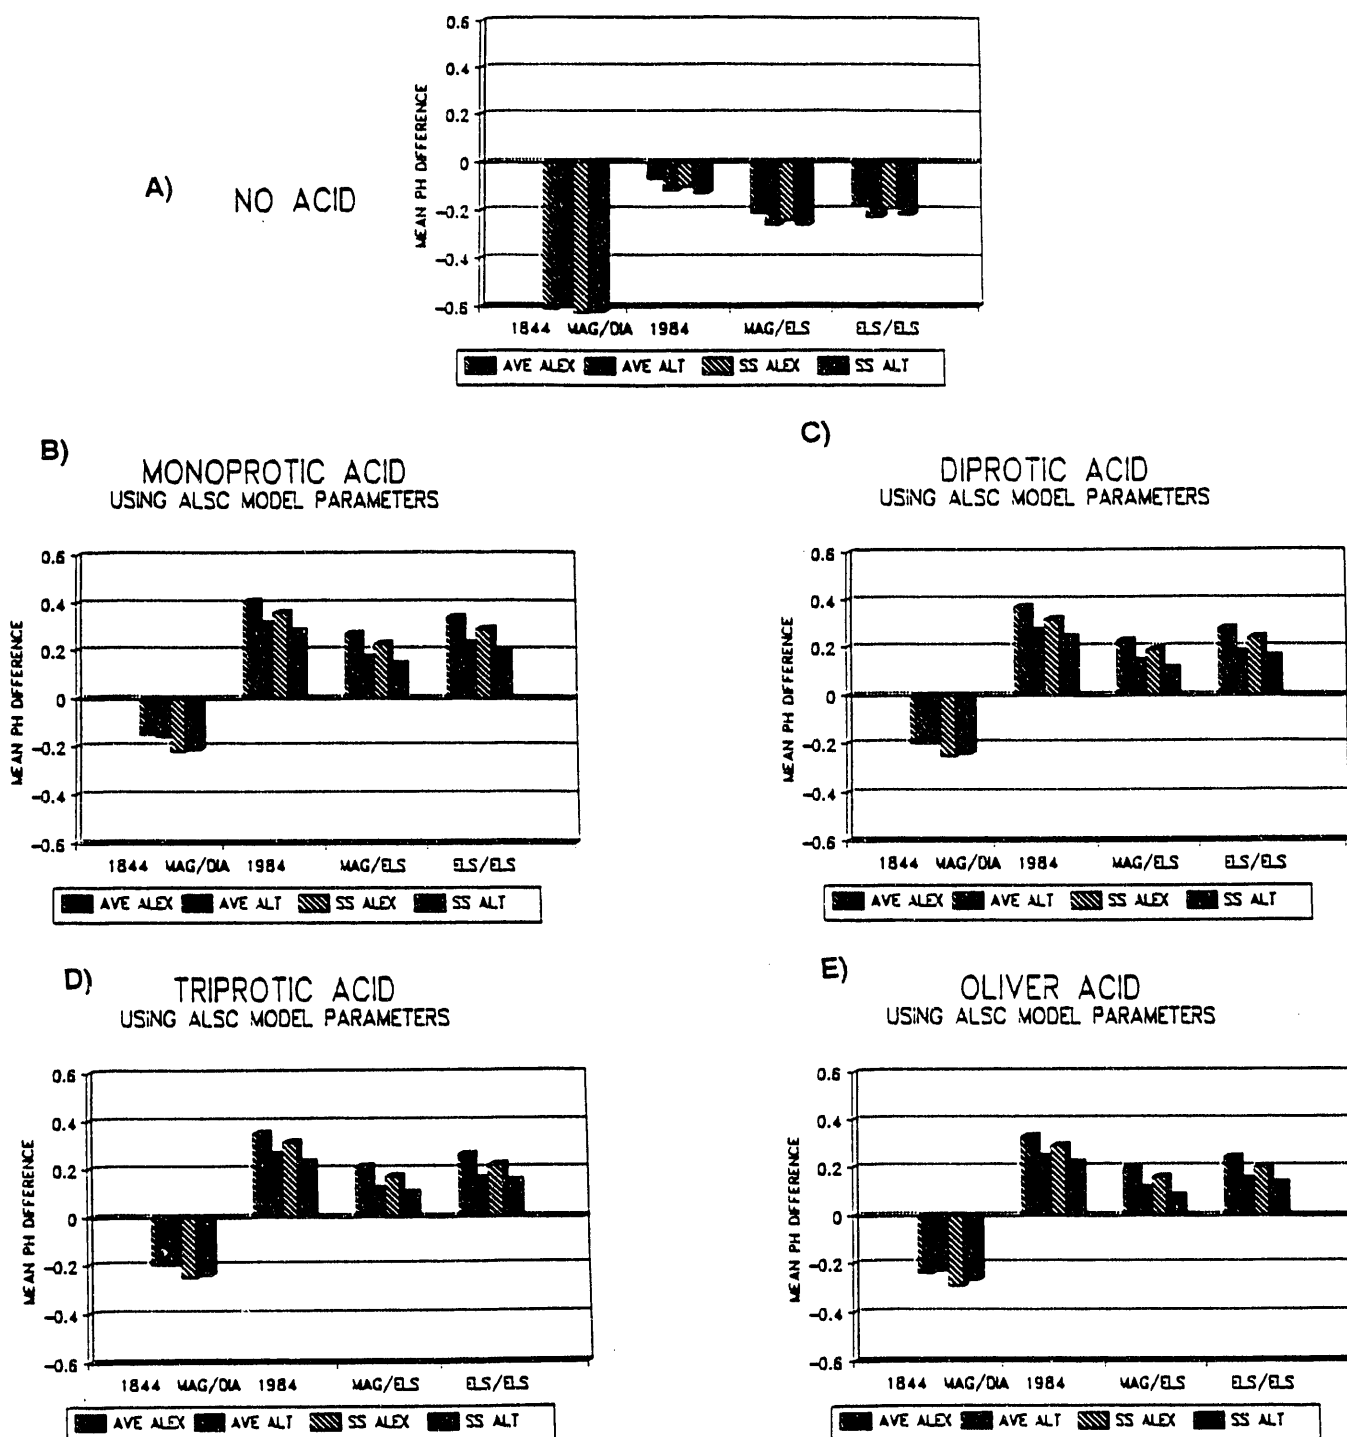 A)
NO ACID
MEAN PH DIFFERENCE
0.6
0.4
0.2
0
-0.2
-0.4
-0.6
1844 MAG/DIA 1984 MAG/ELS ELS/ELS
AVE ALEX AVE ALT SS ALEX SS ALT
B)
MONOPROTIC ACID
USING ALSC MODEL PARAMETERS
MEAN PH DIFFERENCE
0.6
0.4
0.2
0
-0.2
-0.4
-0.6
1844 MAG/DIA 1984 MAG/ELS ELS/ELS
AVE ALEX AVE ALT SS ALEX SS ALT
C)
DIPROTIC ACID
USING ALSC MODEL PARAMETERS
MEAN PH DIFFERENCE
0.6
0.4
0.2
0
-0.2
-0.4
-0.6
1844 MAG/DIA 1984 MAG/ELS ELS/ELS
AVE ALEX AVE ALT SS ALEX SS ALT
D)
TRIPROTIC ACID
USING ALSC MODEL PARAMETERS
MEAN PH DIFFERENCE
0.6
0.4
0.2
0
-0.2
-0.4
-0.6
1844 MAG/DIA 1984 MAG/ELS ELS/ELS
AVE ALEX AVE ALT SS ALEX SS ALT
E)
OLIVER ACID
USING ALSC MODEL PARAMETERS
MEAN PH DIFFERENCE
0.6
0.4
0.2
0
-0.2
-0.4
-0.6
1844 MAG/DIA 1984 MAG/ELS ELS/ELS
AVE ALEX AVE ALT SS ALEX SS ALT